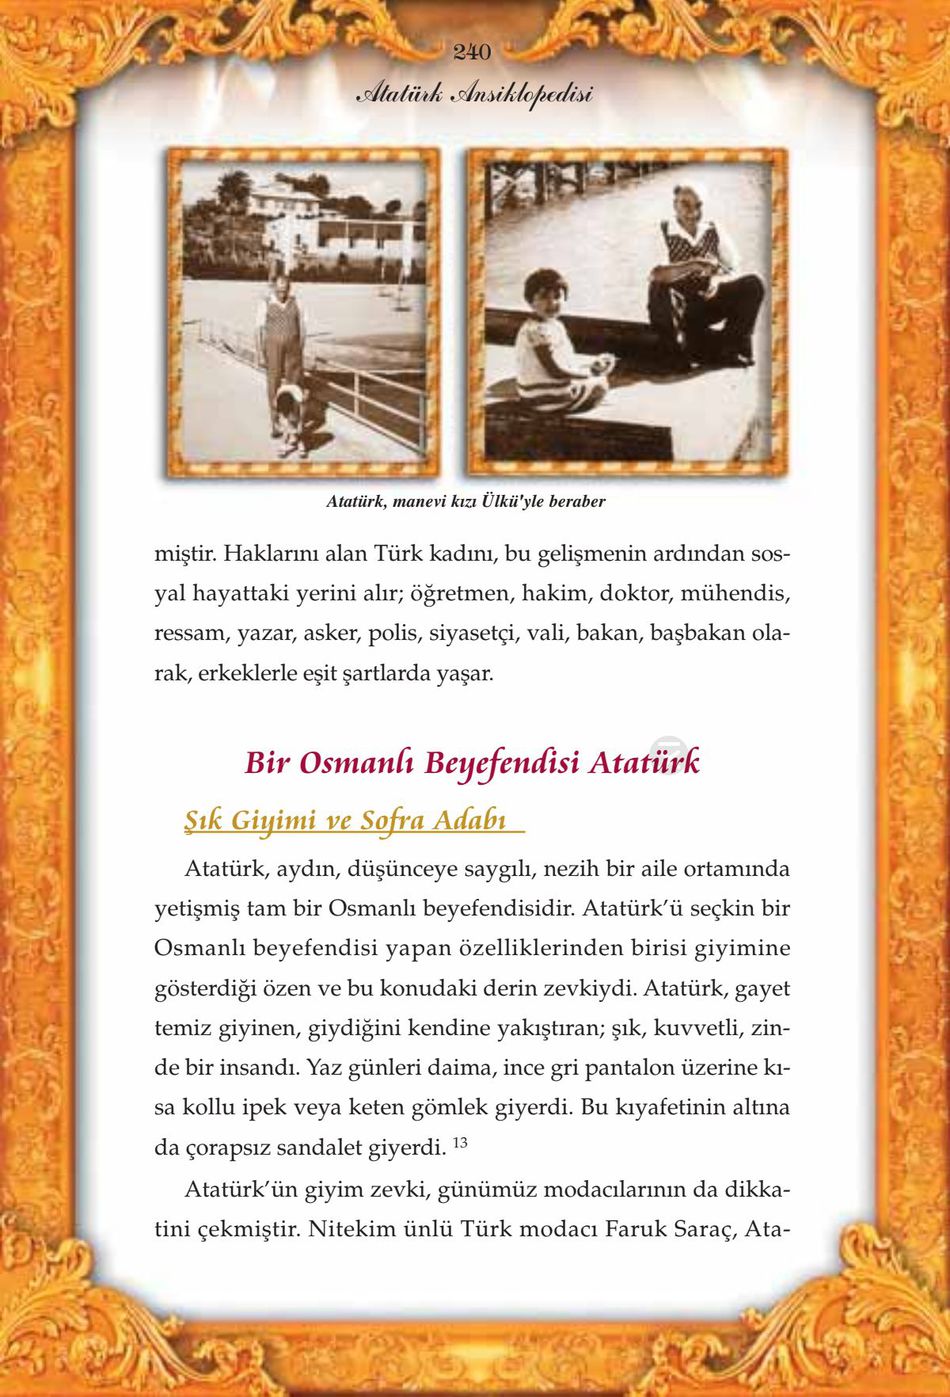 240
Atatürk Ansiklopedisi
Atatürk, manevi kızı Ülkü'yle beraber
miştir. Haklarını alan Türk kadını, bu gelişmenin ardından sos-
yal hayattaki yerini alır; öğretmen, hakim, doktor, mühendis,
ressam, yazar, asker, polis, siyasetçi, vali, bakan, başbakan ola-
rak, erkeklerle eşit şartlarda yaşar.
Bir Osmanlı Beyefendisi Atatürk
Şık Giyimi ve Sofra Adabı
Atatürk, aydın, düşünceye saygılı, nezih bir aile ortamında
yetişmiş tam bir Osmanlı beyefendisidir. Atatürk'ü seçkin bir
Osmanlı beyefendisi yapan özelliklerinden birisi giyimine
gösterdiği özen ve bu konudaki derin zevkiydi. Atatürk, gayet
temiz giyinen, giydiğini kendine yakıştıran; şık, kuvvetli, zin-
de bir insandı. Yaz günleri daima, ince gri pantalon üzerine kı-
sa kollu ipek veya keten gömlek giyerdi. Bu kıyafetinin altına
da çorapsız sandalet giyerdi. 13
Atatürk'ün giyim zevki, günümüz modacılarının da dikka-
tini çekmiştir. Nitekim ünlü Türk modacı Faruk Saraç, Ata-